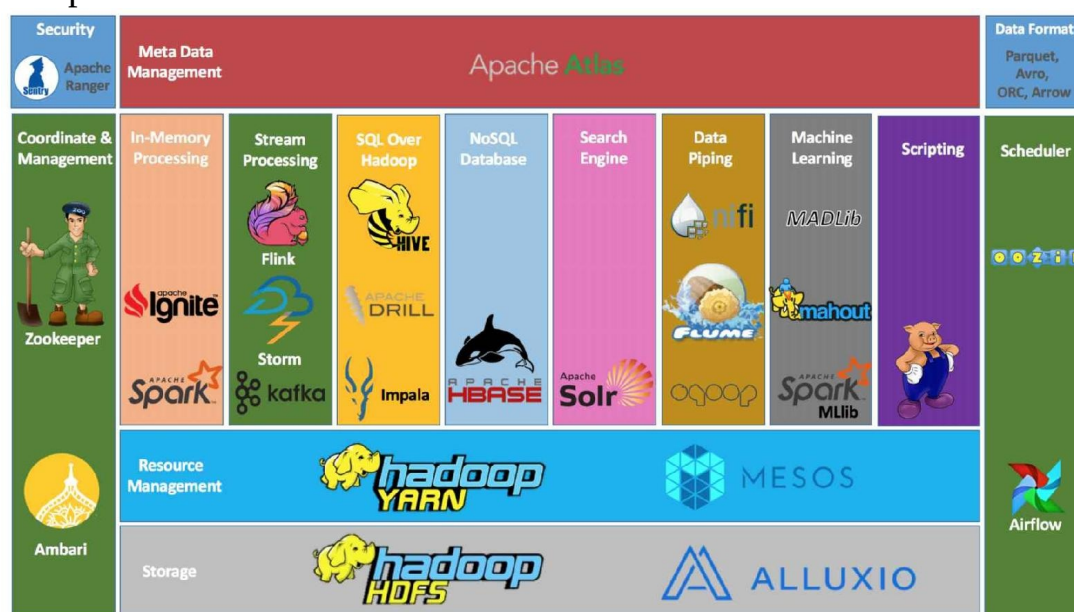 Security
Sentry
Apache
Ranger
Meta Data
Management
Apache Atlas
Data Format
Parquet,
Avro,
ORC, Arrow
Coordinate &
Management
Zookeeper
Ambari
In-Memory
Processing
apache
Ignite
APACHE
Spark
Stream
Processing
Flink
Storm
kafka
SQL Over
Hadoop
HIVE
APACHE
DRILL
Impala
NoSQL
Database
APACHE
HBASE
Search
Engine
Apache
Solr
Data
Piping
nifi
FLUME
sqoop
Machine
Learning
MADLib
mahout
APACHE
Spark
MLlib
Scripting
Scheduler
OOZIE
Airflow
Resource
Management
hadoop
YARN
MESOS
Storage
hadoop
HDFS
ALLUXIO